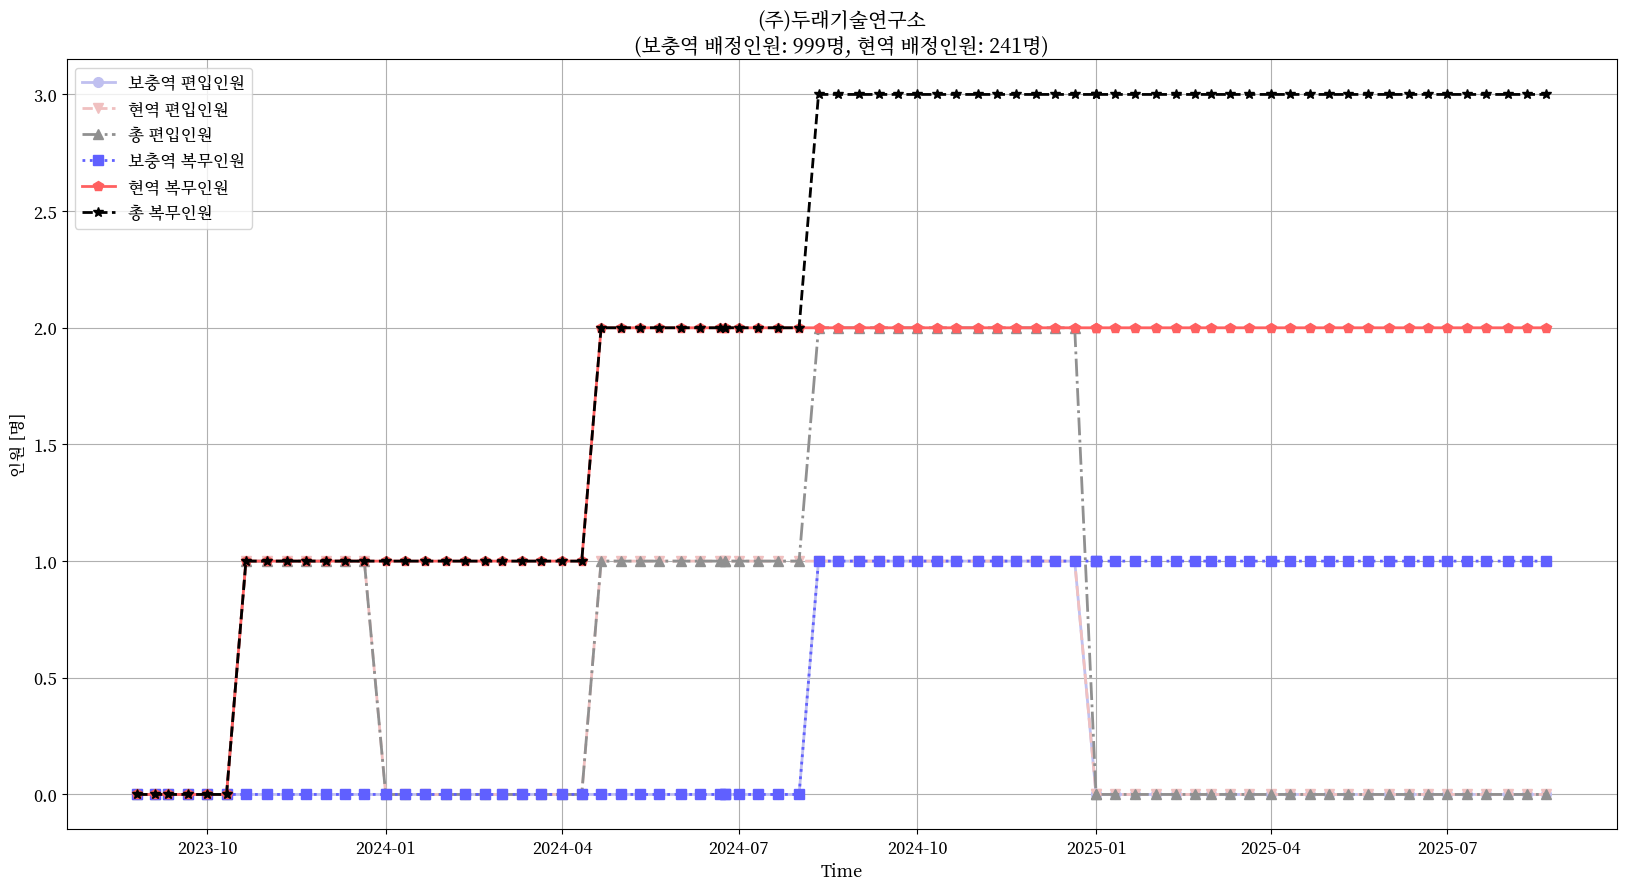 (주)두래기술연구소
(보충역 배정인원: 999명, 현역 배정인원: 241명)
보충역 편입인원
현역 편입인원
총 편입인원
보충역 복무인원
현역 복무인원
총 복무인원
인원 [명]
3.0
2.5
2.0
1.5
1.0
0.5
0.0
2023-10
2024-01
2024-04
2024-07
2024-10
2025-01
2025-04
2025-07
Time